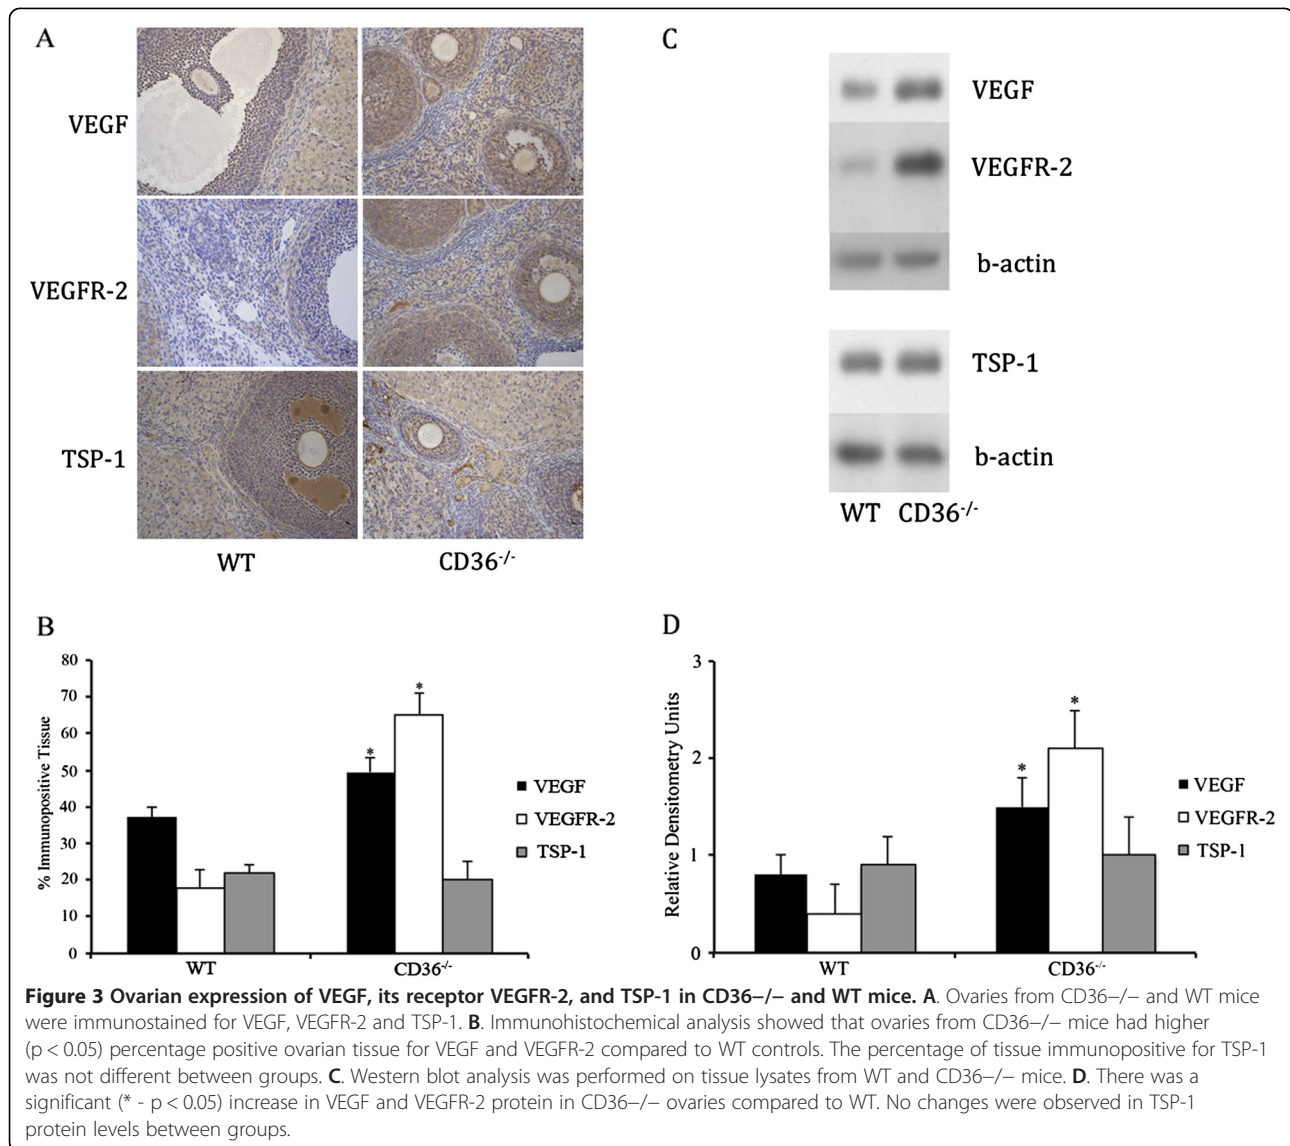 A
VEGF
VEGFR-2
TSP-1
WT CD36-/-
C
VEGF
VEGFR-2
b-actin
TSP-1
b-actin
WT CD36-/-
B
% Immunopositive Tissue
80
70
60
50
40
30
20
10
0
*
*
WT CD36-/-
VEGF
VEGFR-2
TSP-1
D
Relative Densitometry Units
3
2
1
0
*
*
WT CD36-/-
VEGF
VEGFR-2
TSP-1
Figure 3 Ovarian expression of VEGF, its receptor VEGFR-2, and TSP-1 in CD36−/− and WT mice. A. Ovaries from CD36−/− and WT mice
were immunostained for VEGF, VEGFR-2 and TSP-1. B. Immunohistochemical analysis showed that ovaries from CD36−/− mice had higher
(p < 0.05) percentage positive ovarian tissue for VEGF and VEGFR-2 compared to WT controls. The percentage of tissue immunopositive for TSP-1
was not different between groups. C. Western blot analysis was performed on tissue lysates from WT and CD36−/− mice. D. There was a
significant (* - p < 0.05) increase in VEGF and VEGFR-2 protein in CD36−/− ovaries compared to WT. No changes were observed in TSP-1
protein levels between groups.